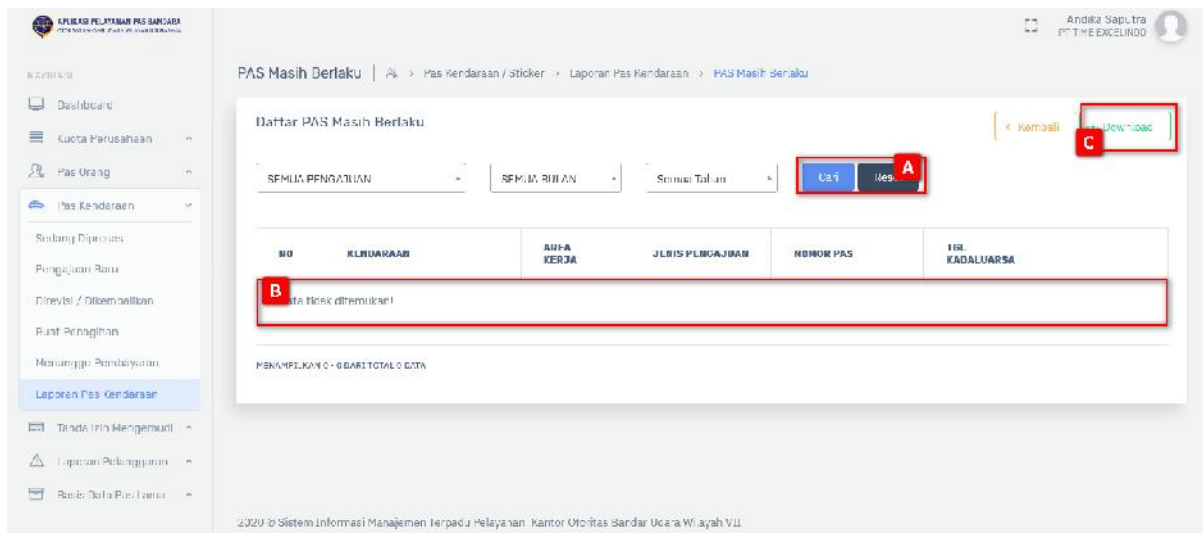 APLIKASI PELAYANAN PAS BANDARA
Andika Saputra
PT TIME EXCELINDO
NAVIGASI
PAS Masih Berlaku | > Pas Kendaraan / Sticker > Laporan Pas Kendaraan > PAS Masih Berlaku
Dashboard
Kuota Perusahaan
Pas Orang
Pas Kendaraan
Sedang Diproses
Pengajuan Baru
Direvisi / Dikembalikan
Buat Penagihan
Menunggu Pembayaran
Laporan Pas Kendaraan
Tanda Izin Mengemudi
Laporan Pelanggaran
Basis Data Pas Lama
Daftar PAS Masih Berlaku
< Kembali
Download
C
SEMUA PENGAJUAN
SEMUA BULAN
Semua Tahun
Cari
Rese
A
NO
KENDARAAN
AREA
KERJA
JENIS PENGAJUAN
NOMOR PAS
TGL
KADALUARSA
B
ata tidak ditemukan!
MENAMPILKAN 0 - 0 DARI TOTAL 0 DATA
2020 © Sistem Informasi Manajemen Terpadu Pelayanan Kantor Otoritas Bandar Udara Wilayah VII